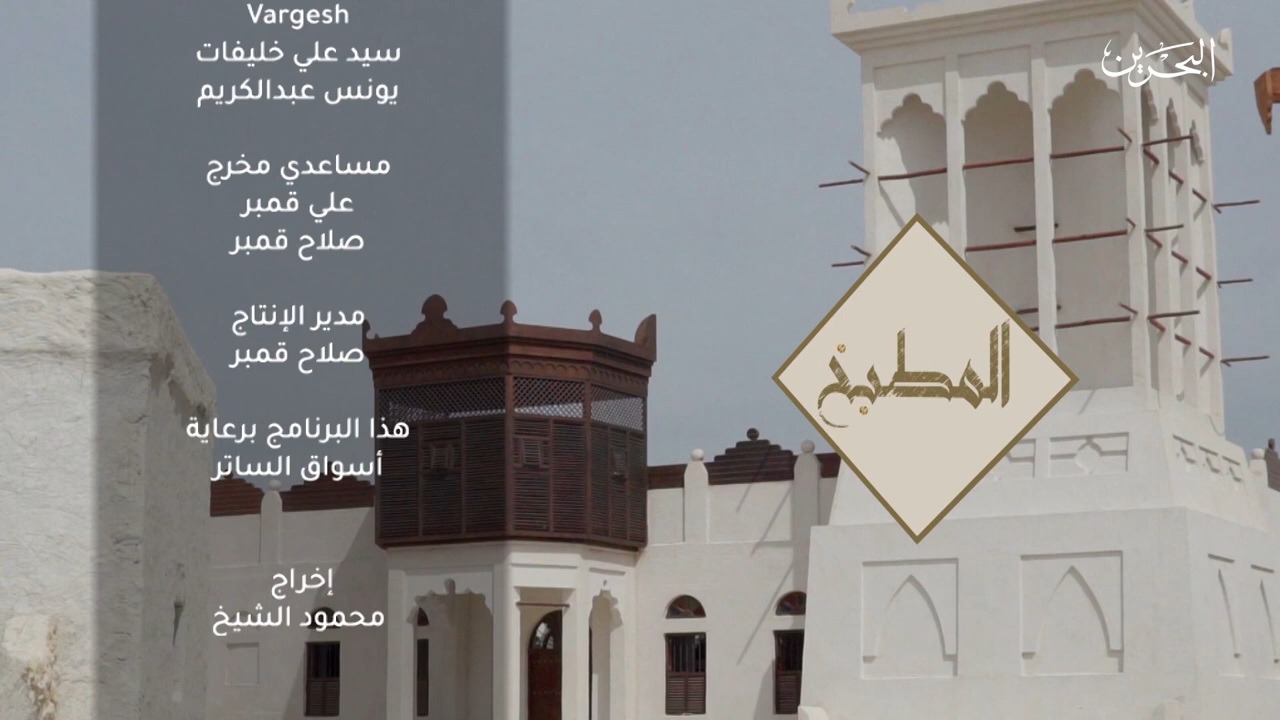 Vargesh
سيد علي خليفات
يونس عبدالكريم
مساعدي مخرج
علي قمبر
صلاح قمبر
مدير الإنتاج
صلاح قمبر
هذا البرنامج برعاية
أسواق الساتر
إخراج
محمود الشيخ
المطبخ
البحرين